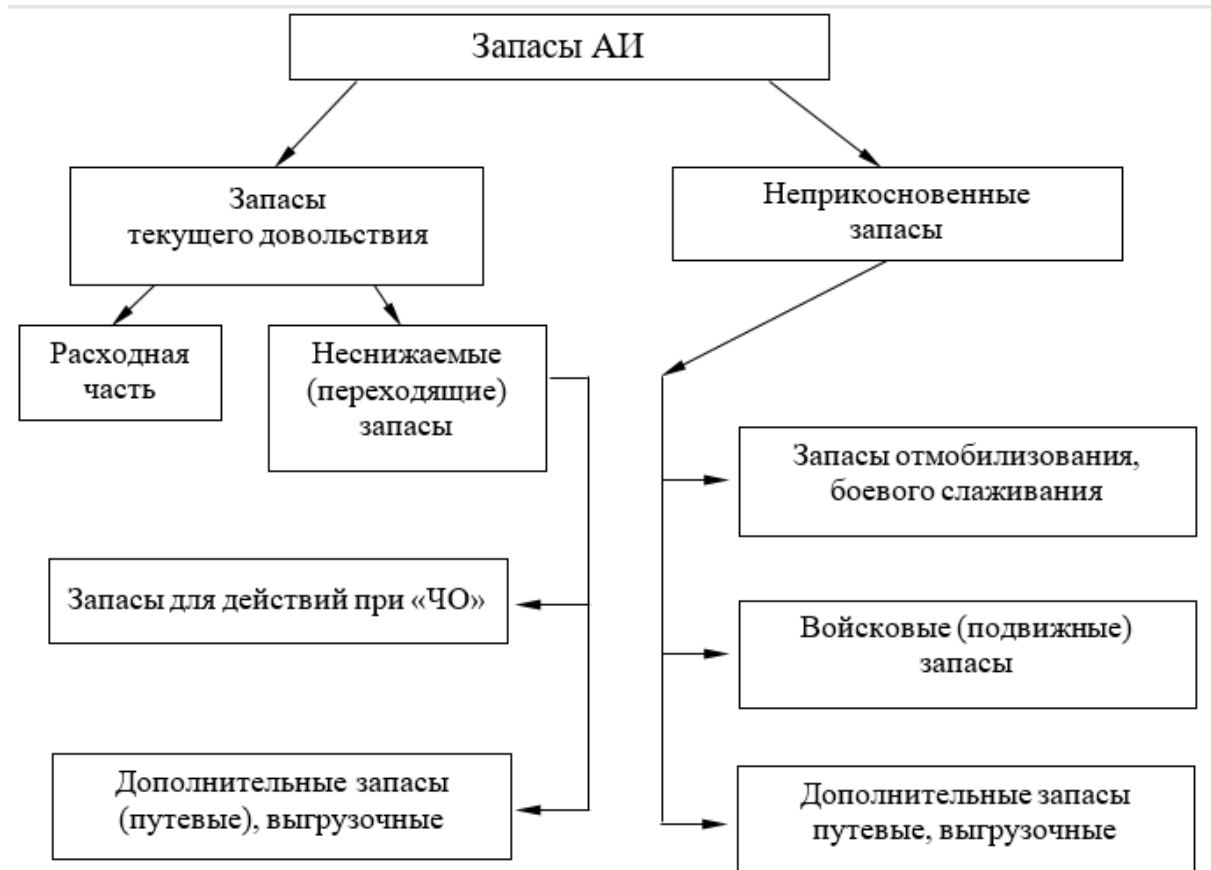 Запасы АИ
Запасы
текущего довольствия
Неприкосновенные
запасы
Расходная
часть
Неснижаемые
(переходящие)
запасы
Запасы отмобилизования,
боевого слаживания
Запасы для действий при «ЧО»
Войсковые (подвижные)
запасы
Дополнительные запасы
(путевые), выгрузочные
Дополнительные запасы
путевые, выгрузочные